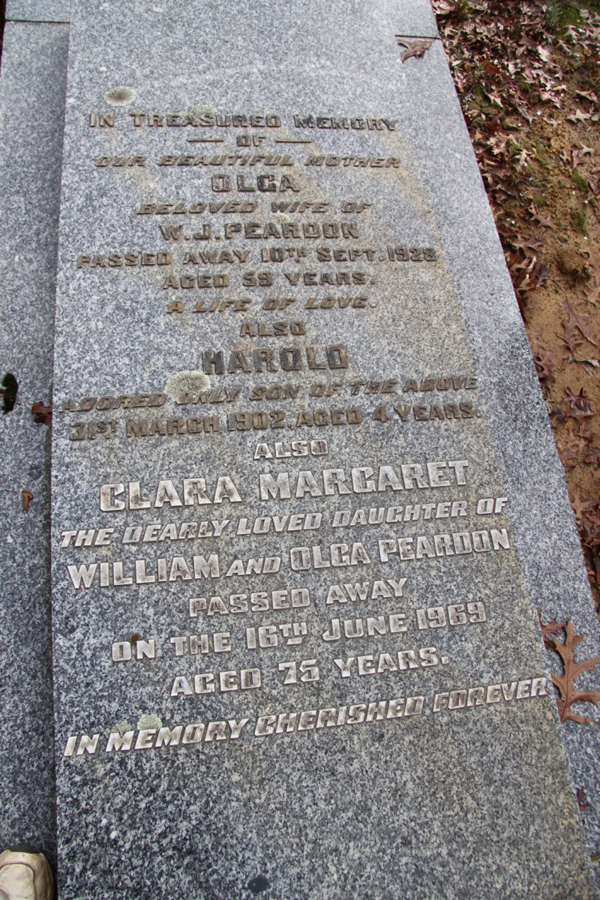 IN TREASURED MEMORY
— OF —
OUR BEAUTIFUL MOTHER
OLGA
BELOVED WIFE OF
W.J. PEARDON
PASSED AWAY 10TH SEPT. 1928
AGED 59 YEARS.
A LIFE OF LOVE.
ALSO
HAROLD
ADORED ONLY SON OF THE ABOVE
31ST MARCH 1902. AGED 4 YEARS.
ALSO
CLARA MARGARET
THE DEARLY LOVED DAUGHTER OF
WILLIAM AND OLGA PEARDON
PASSED AWAY
ON THE 16TH JUNE 1969
AGED 75 YEARS.
IN MEMORY CHERISHED FOREVER